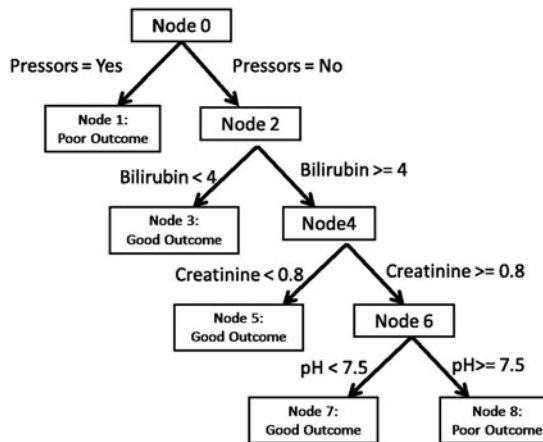 Node 0
Pressors = Yes
Pressors = No
Node 1:
Poor Outcome
Node 2
Bilirubin < 4
Bilirubin >= 4
Node 3:
Good Outcome
Node4
Creatinine < 0.8
Creatinine >= 0.8
Node 5:
Good Outcome
Node 6
pH < 7.5
pH>= 7.5
Node 7:
Good Outcome
Node 8:
Poor Outcome